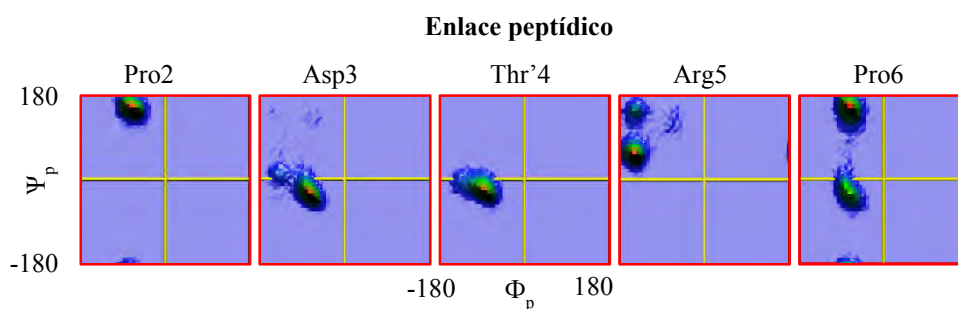 Enlace peptídico
Pro2 Asp3 Thr’4 Arg5 Pro6
180
Ψp
-180
-180 Φp 180